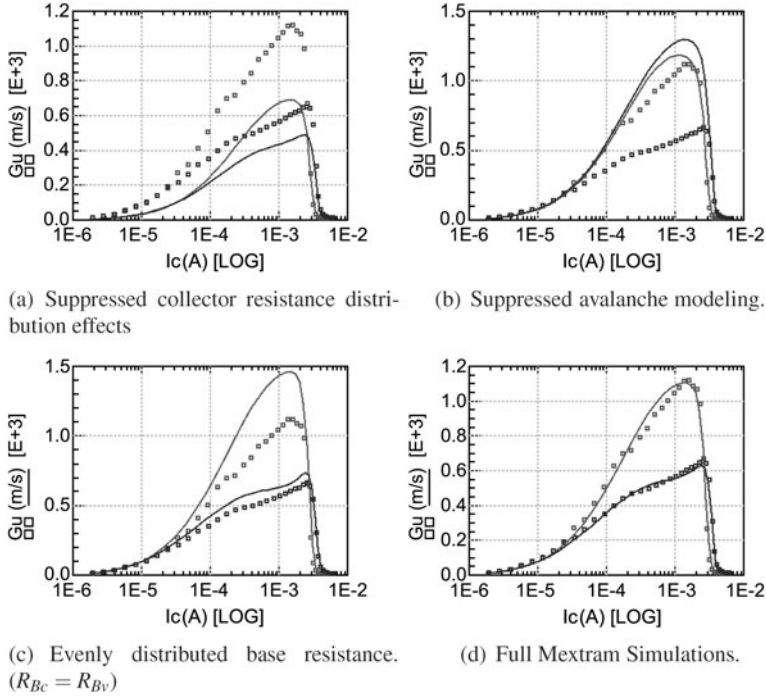 1.2
1.0
0.8
0.6
0.4
0.2
0.0
Gu (m/s) [E+3]
1E-6 1E-5 1E-4 1E-3 1E-2
Ic(A) [LOG]
(a) Suppressed collector resistance distri-
bution effects
1.5
1.0
0.5
0.0
Gu (m/s) [E+3]
1E-6 1E-5 1E-4 1E-3 1E-2
Ic(A) [LOG]
(b) Suppressed avalanche modeling.
1.5
1.0
0.5
0.0
Gu (m/s) [E+3]
1E-6 1E-5 1E-4 1E-3 1E-2
Ic(A) [LOG]
(c) Evenly distributed base resistance.
(R_{Bc} = R_{Bv})
1.2
1.0
0.8
0.6
0.4
0.2
0.0
Gu (m/s) [E+3]
1E-6 1E-5 1E-4 1E-3 1E-2
Ic(A) [LOG]
(d) Full Mextram Simulations.